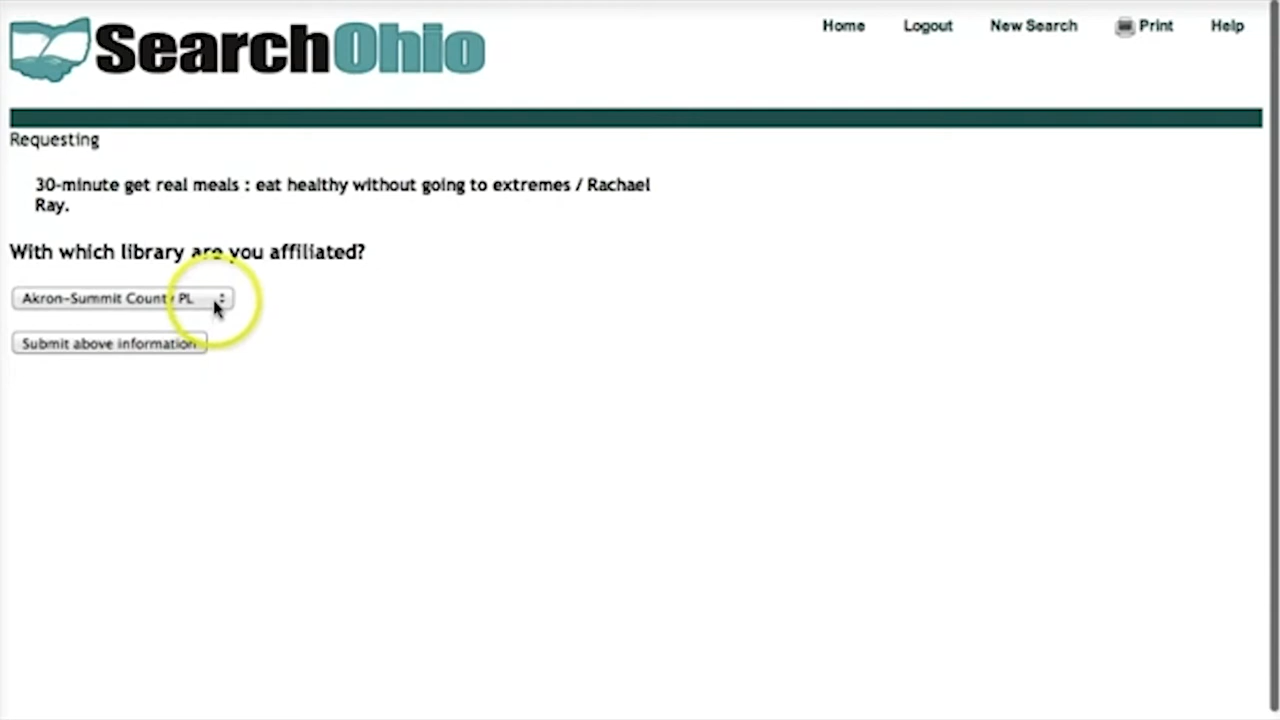 SearchOhio
Home Logout New Search Print Help
Requesting
30-minute get real meals : eat healthy without going to extremes / Rachael
Ray.
With which library are you affiliated?
Akron-Summit County PL
Submit above information